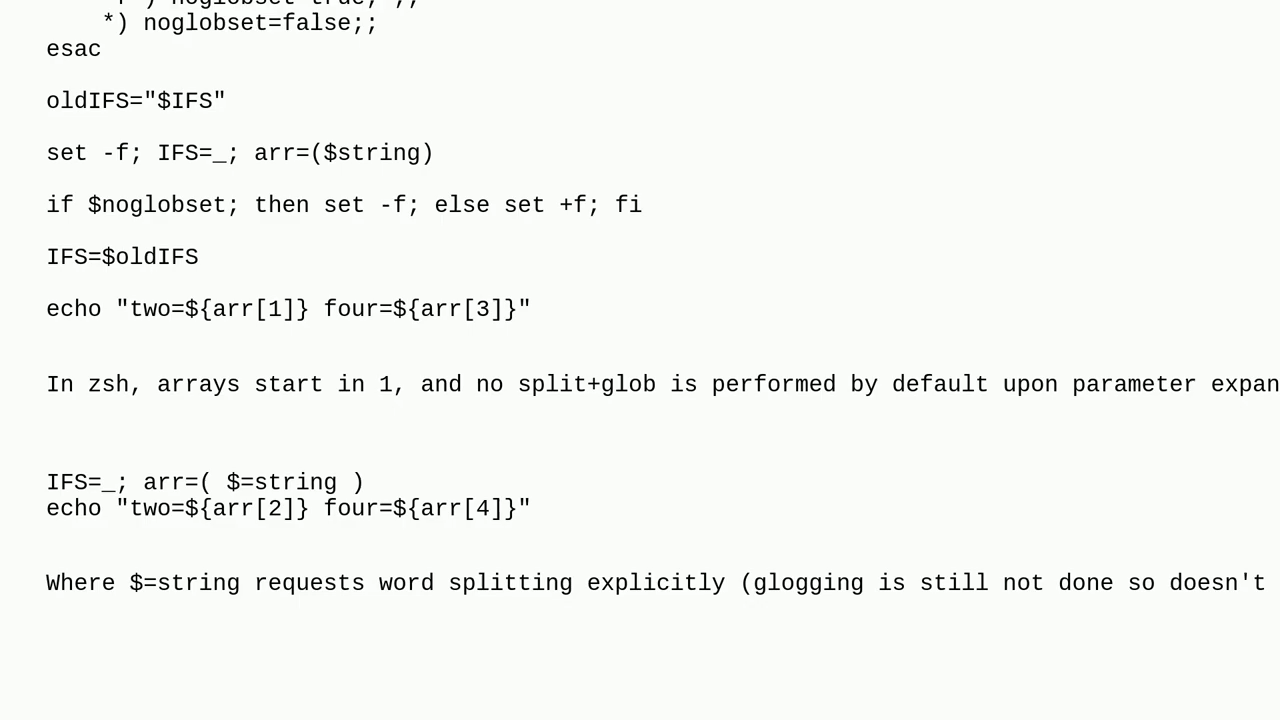 *) noglobset=false;;
esac
oldIFS="$IFS"
set -f; IFS=_; arr=($string)
if $noglobset; then set -f; else set +f; fi
IFS=$oldIFS
echo "two=${arr[1]} four=${arr[3]}"
In zsh, arrays start in 1, and no split+glob is performed by default upon parameter expan
IFS=_; arr=( $=string )
echo "two=${arr[2]} four=${arr[4]}"
Where $=string requests word splitting explicitly (glogging is still not done so doesn't